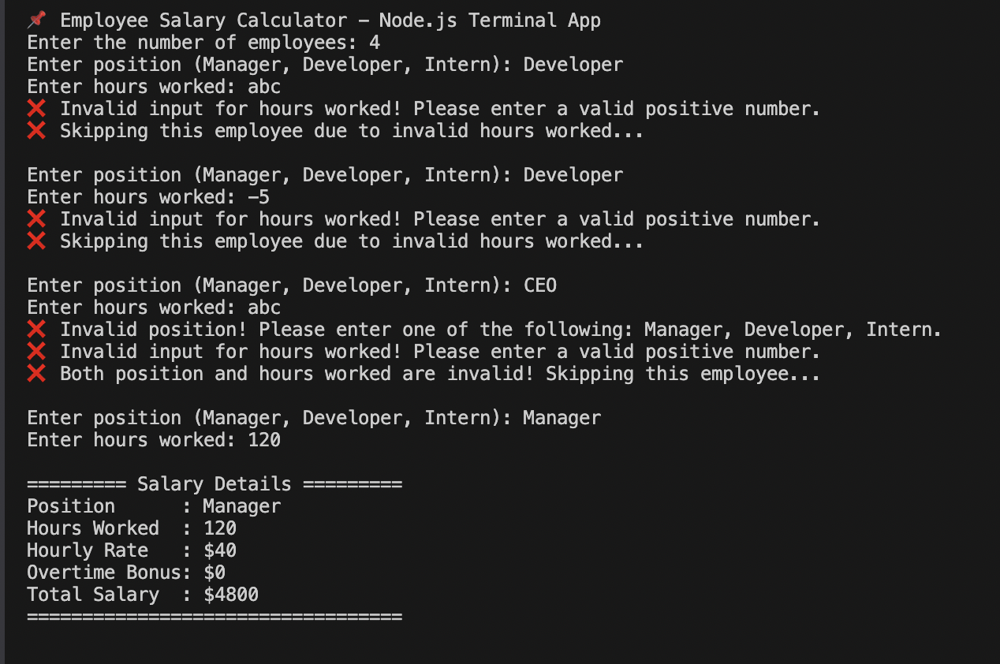 📌 Employee Salary Calculator – Node.js Terminal App
Enter the number of employees: 4
Enter position (Manager, Developer, Intern): Developer
Enter hours worked: abc
❌ Invalid input for hours worked! Please enter a valid positive number.
❌ Skipping this employee due to invalid hours worked...

Enter position (Manager, Developer, Intern): Developer
Enter hours worked: -5
❌ Invalid input for hours worked! Please enter a valid positive number.
❌ Skipping this employee due to invalid hours worked...

Enter position (Manager, Developer, Intern): CEO
Enter hours worked: abc
❌ Invalid position! Please enter one of the following: Manager, Developer, Intern.
❌ Invalid input for hours worked! Please enter a valid positive number.
❌ Both position and hours worked are invalid! Skipping this employee...

Enter position (Manager, Developer, Intern): Manager
Enter hours worked: 120

========= Salary Details =========
Position      : Manager
Hours Worked  : 120
Hourly Rate   : $40
Overtime Bonus: $0
Total Salary  : $4800
==================================